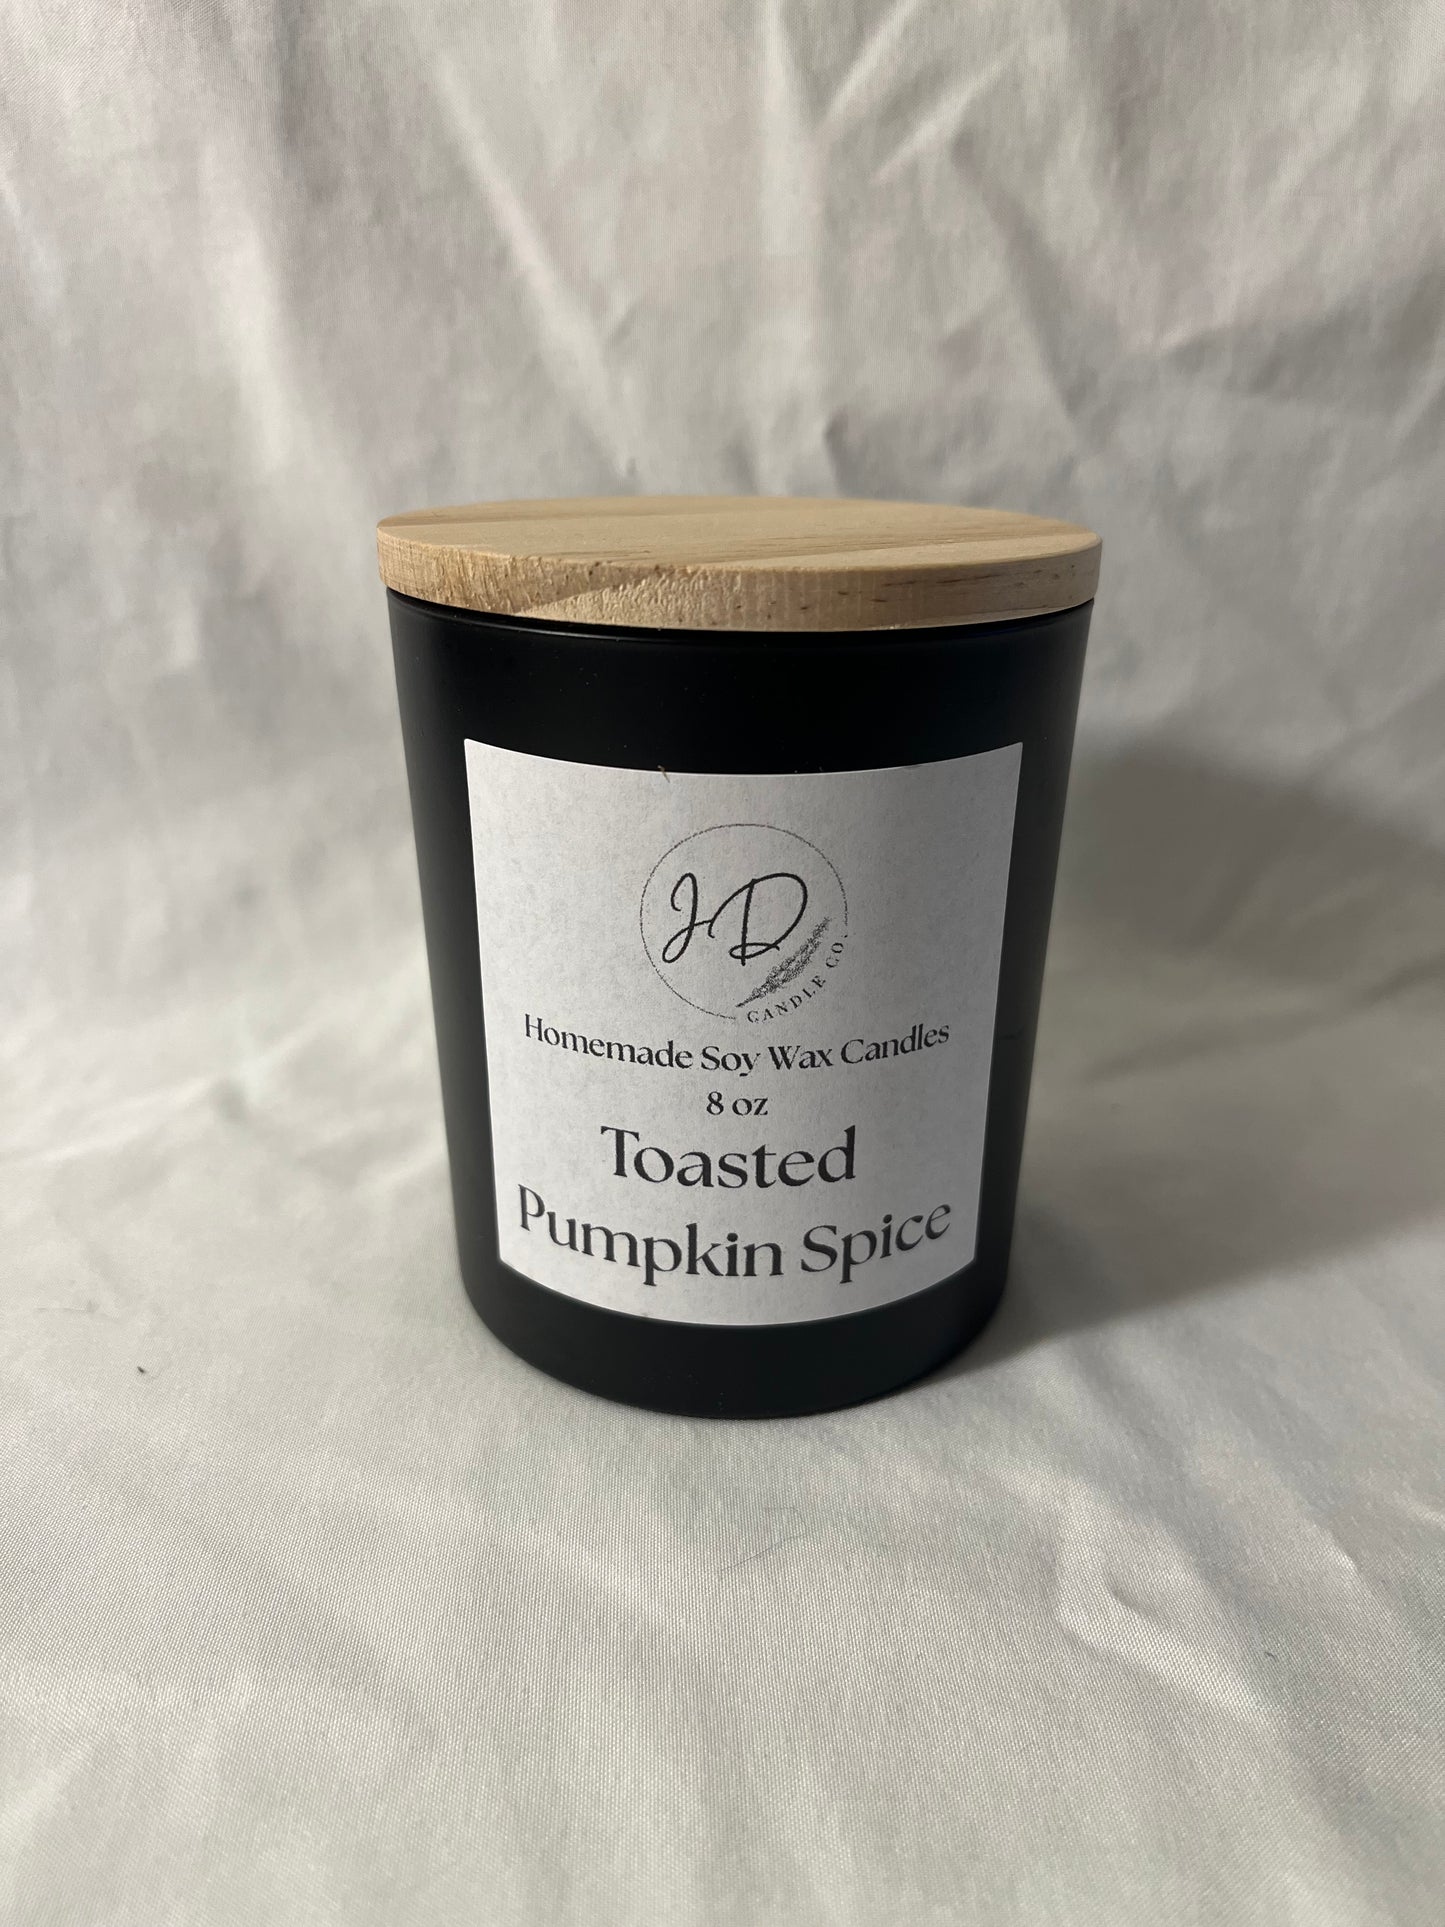 JD
CANDLE CO.
Homemade Soy Wax Candles
8 oz
Toasted
Pumpkin Spice